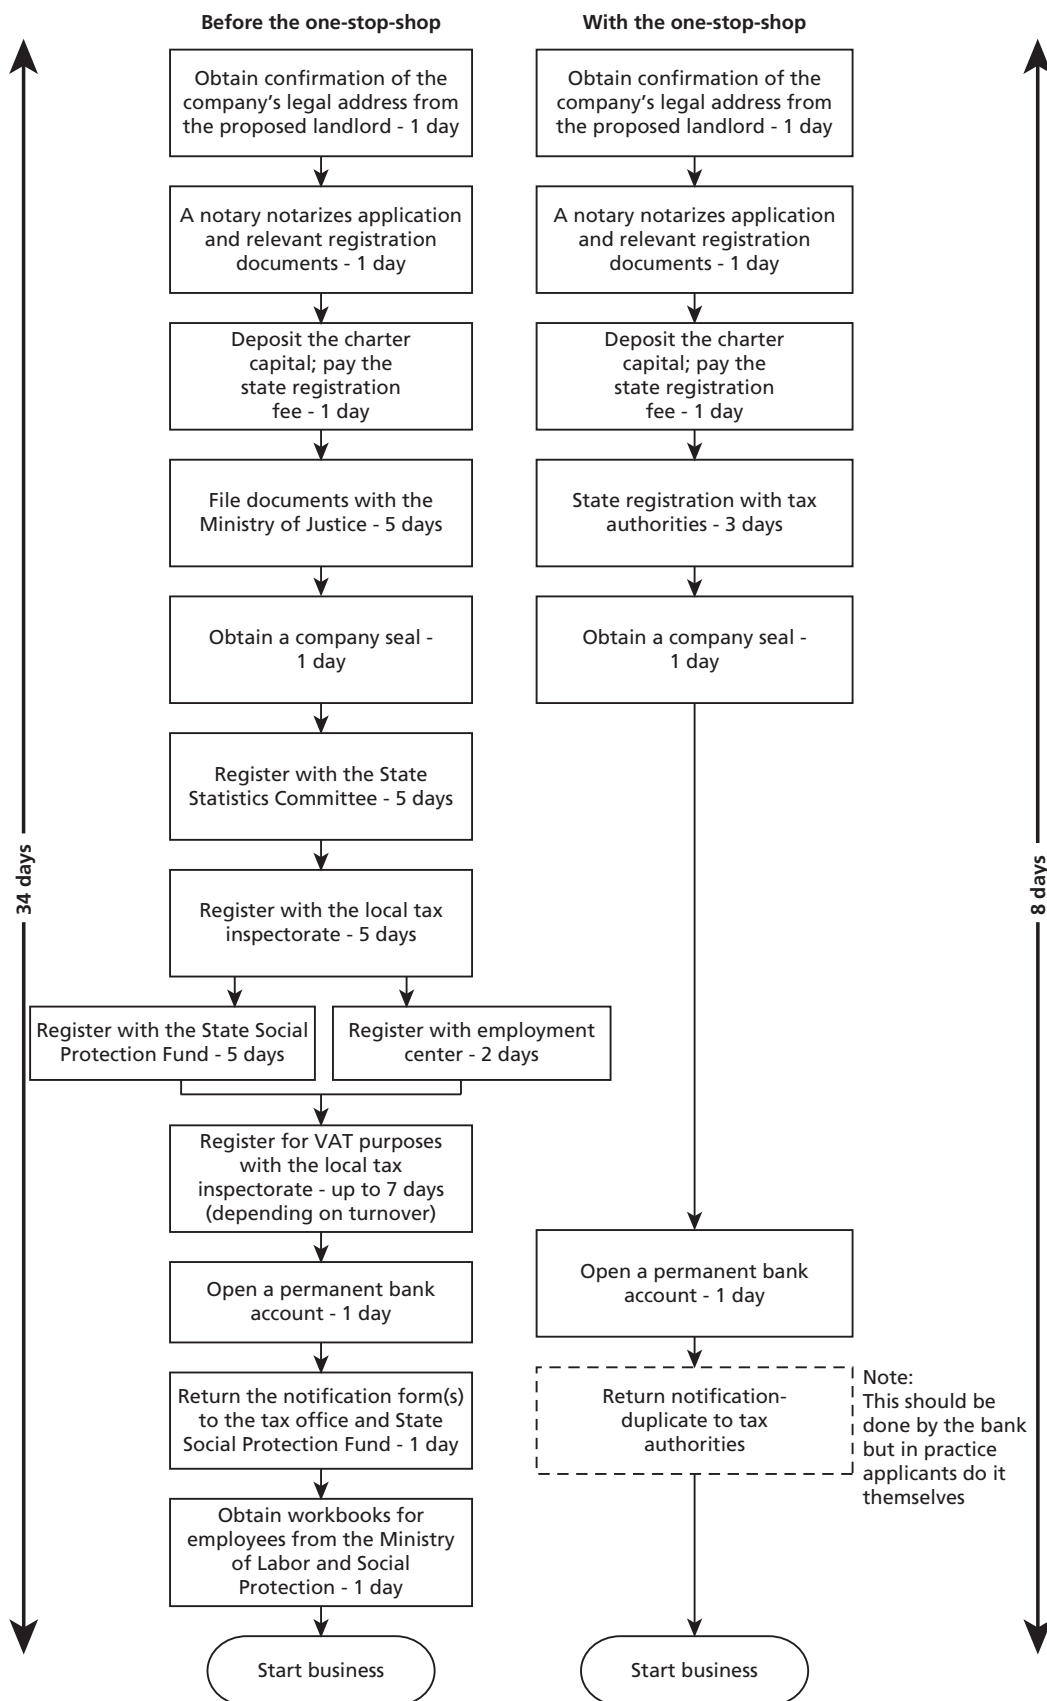 Before the one-stop-shop
Obtain confirmation of the
company’s legal address from
the proposed landlord - 1 day
A notary notarizes application
and relevant registration
documents - 1 day
Deposit the charter
capital; pay the
state registration
fee - 1 day
File documents with the
Ministry of Justice - 5 days
Obtain a company seal -
1 day
Register with the State
Statistics Committee - 5 days
Register with the local tax
inspectorate - 5 days
Register with the State Social
Protection Fund - 5 days
Register with employment
center - 2 days
Register for VAT purposes
with the local tax
inspectorate - up to 7 days
(depending on turnover)
Open a permanent bank
account - 1 day
Return the notification form(s)
to the tax office and State
Social Protection Fund - 1 day
Obtain workbooks for
employees from the Ministry
of Labor and Social
Protection - 1 day
Start business
34 days
With the one-stop-shop
Obtain confirmation of the
company’s legal address from
the proposed landlord - 1 day
A notary notarizes application
and relevant registration
documents - 1 day
Deposit the charter
capital; pay the
state registration
fee - 1 day
State registration with tax
authorities - 3 days
Obtain a company seal -
1 day
Open a permanent bank
account - 1 day
Return notification-
duplicate to tax
authorities
Note:
This should be
done by the bank
but in practice
applicants do it
themselves
Start business
8 days